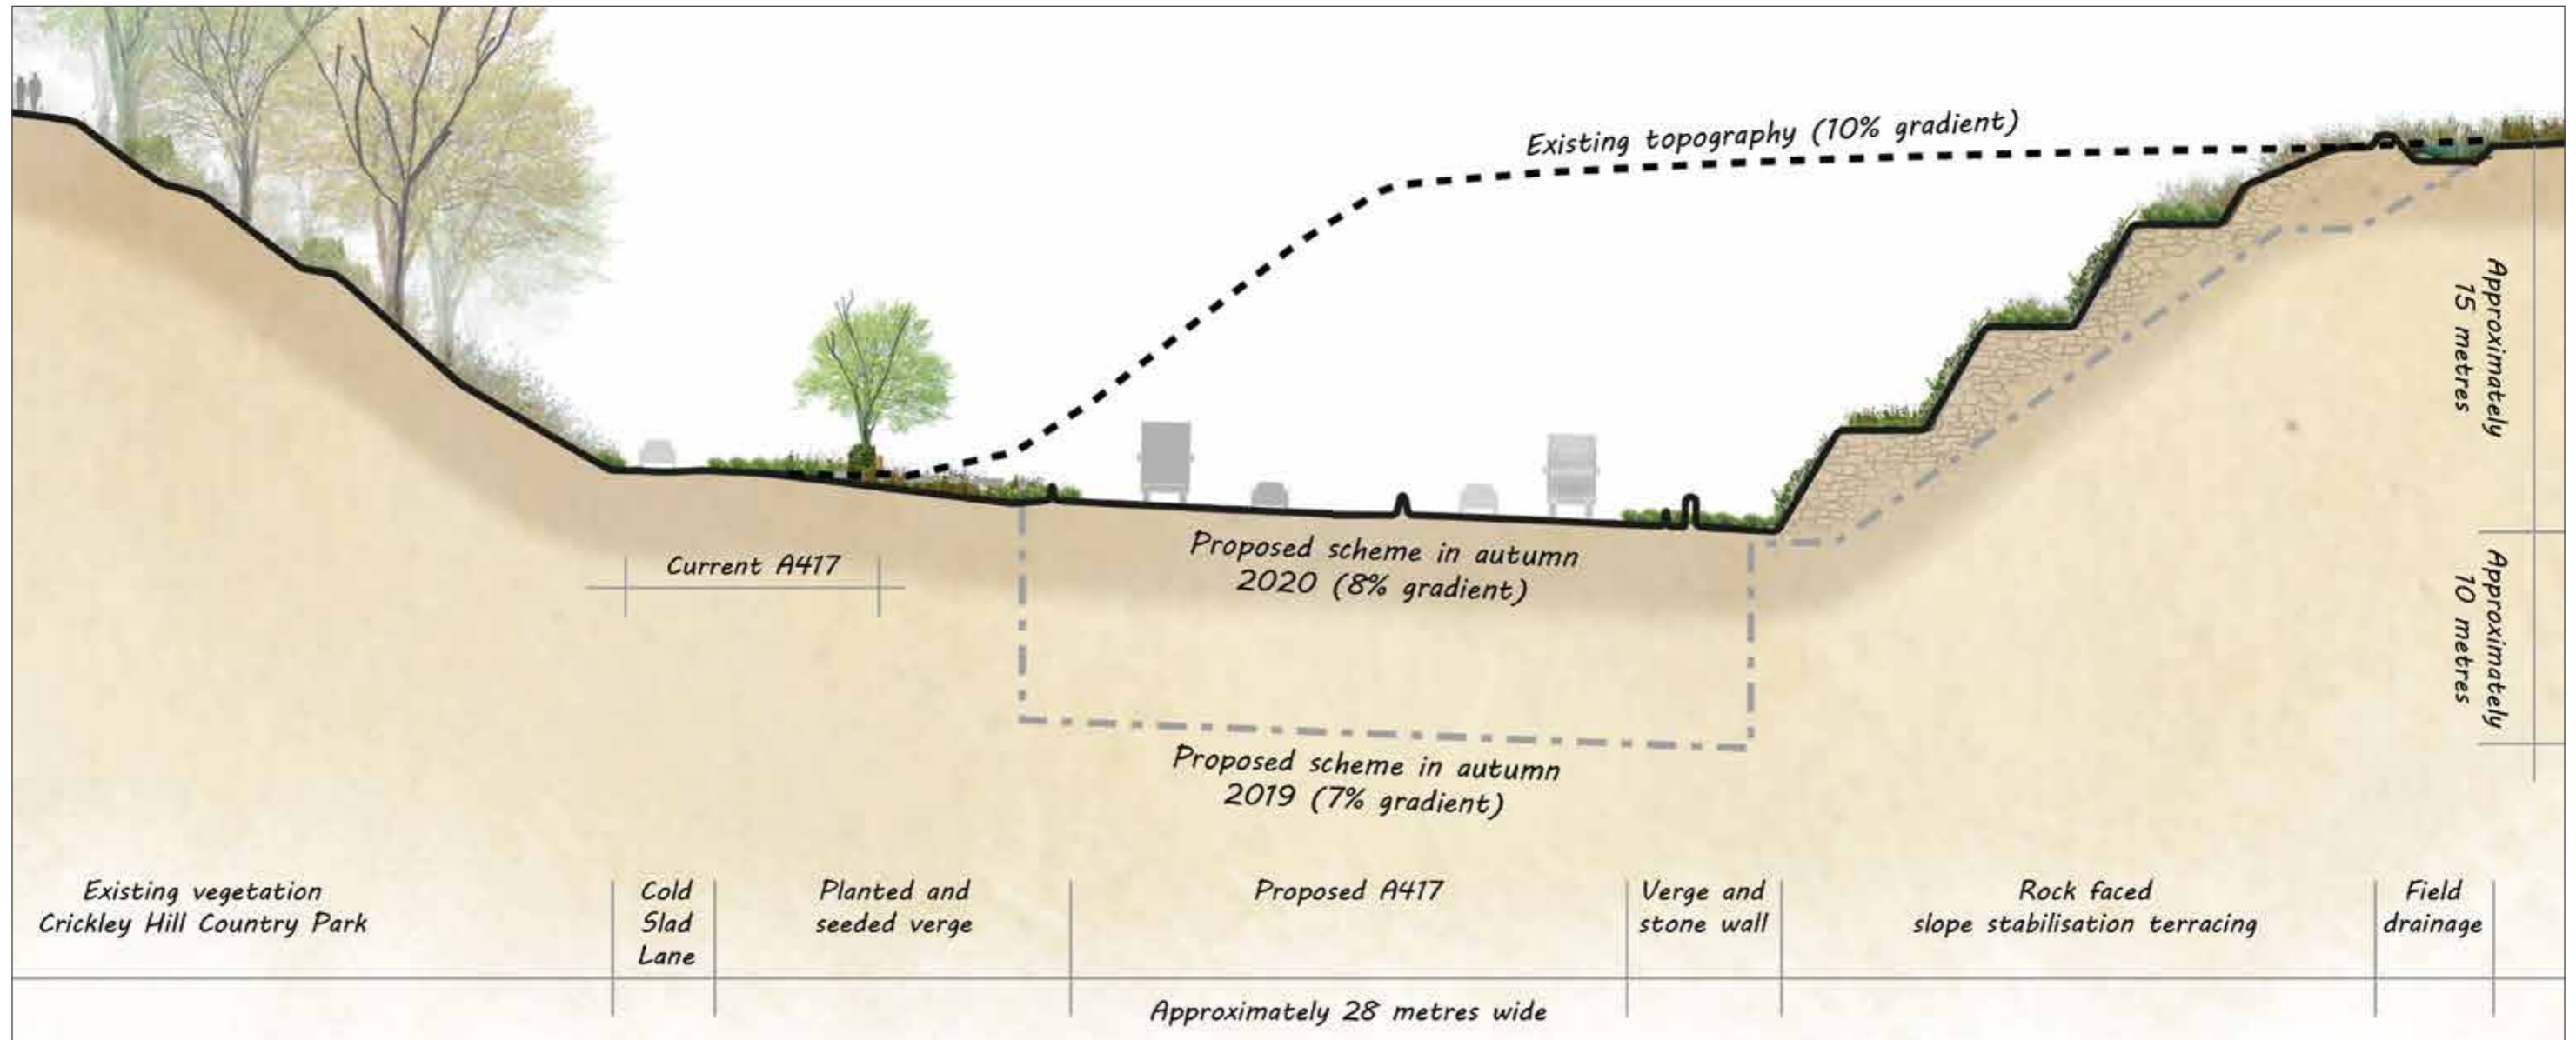 Existing topography (10% gradient)
Approximately
15 metres
Current A417
Proposed scheme in autumn
2020 (8% gradient)
Approximately
10 metres
Proposed scheme in autumn
2019 (7% gradient)
Existing vegetation
Crickley Hill Country Park
Cold
Slad
Lane
Planted and
seeded verge
Proposed A417
Verge and
stone wall
Rock faced
slope stabilisation terracing
Field
drainage
Approximately 28 metres wide